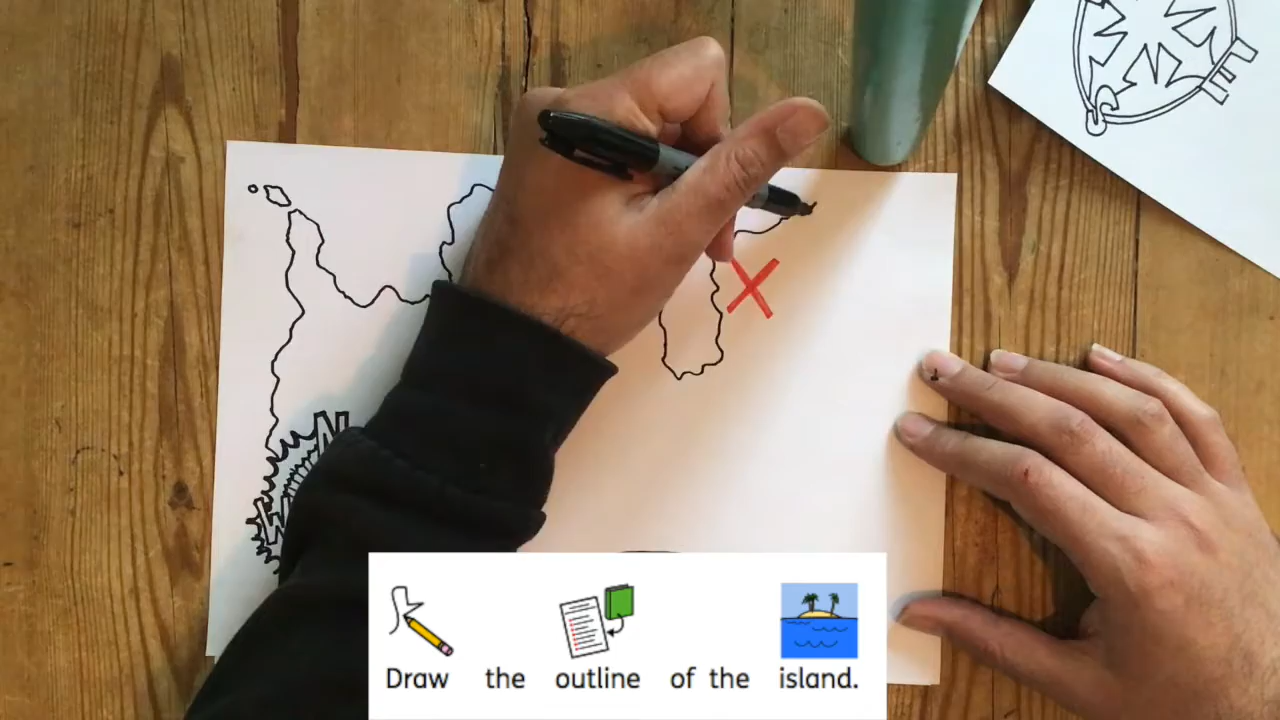 E
Draw the outline of the island.